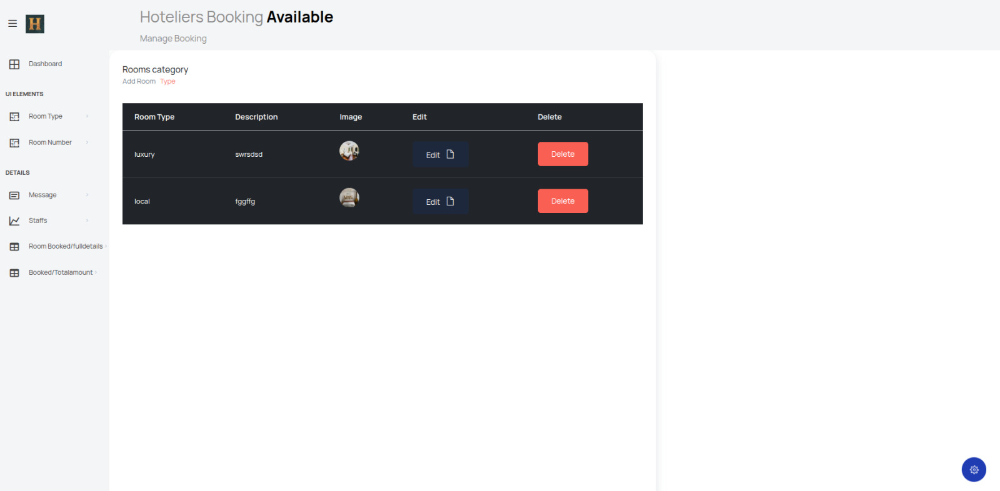 H
Hoteliers Booking Available
Manage Booking
Dashboard
UI ELEMENTS
Room Type
Room Number
DETAILS
Message
Staffs
Room Booked/fulldetails
Booked/Totalamount
Rooms category
Add Room Type
Room Type Description Image Edit Delete
luxury swrsdsd Edit Delete
local fggffg Edit Delete